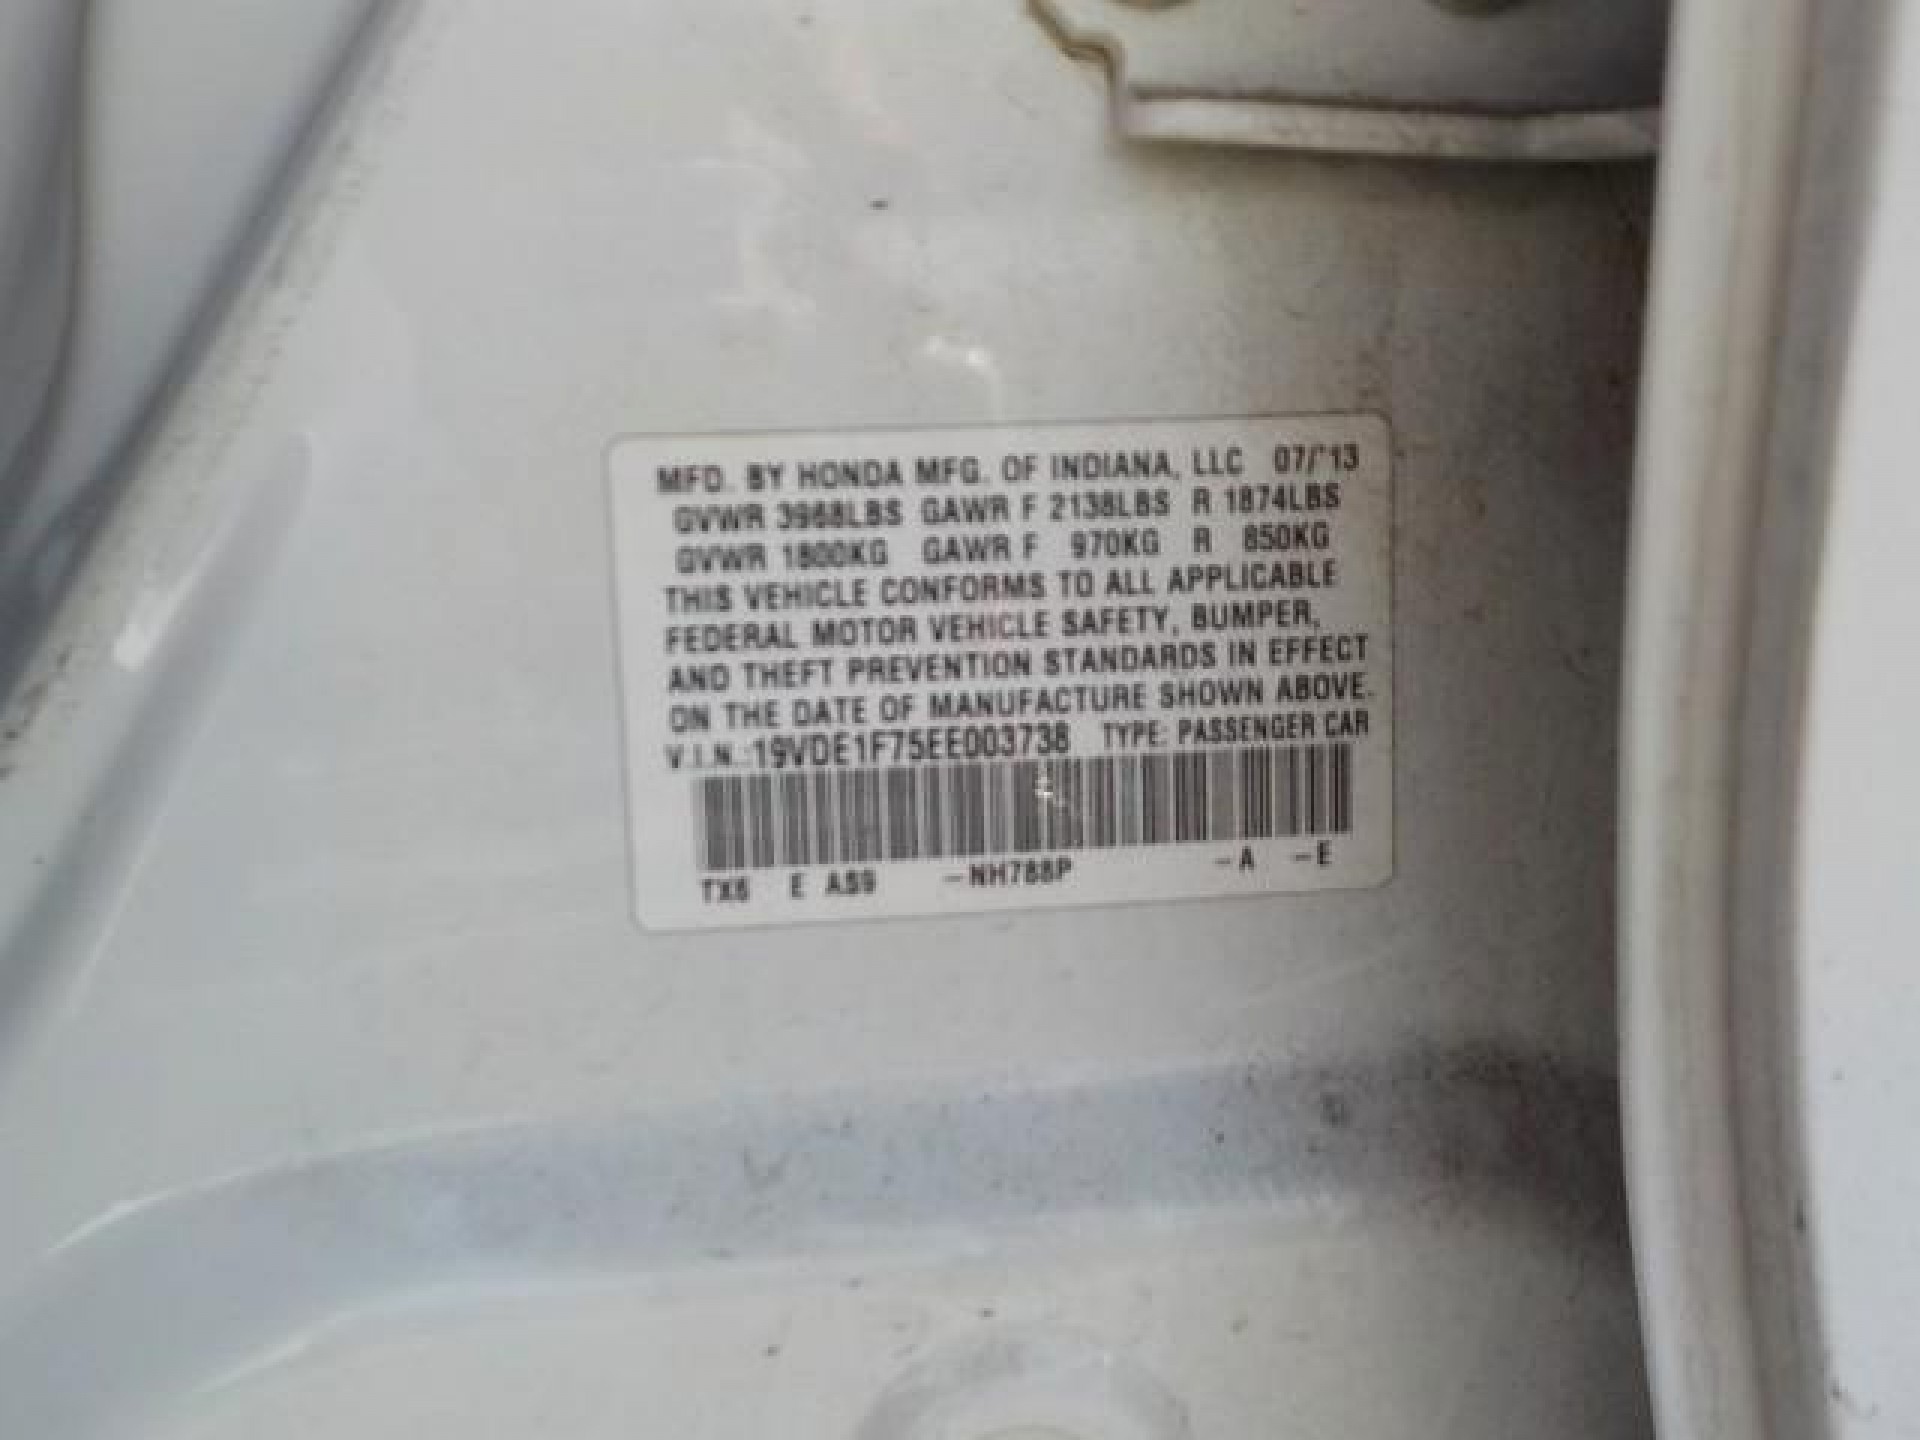 MFD. BY HONDA MFG. OF INDIANA, LLC 07/'13
GVWR 3968LBS GAWR F 2138LBS R 1874LBS
GVWR 1800KG GAWR F 970KG R 850KG
THIS VEHICLE CONFORMS TO ALL APPLICABLE
FEDERAL MOTOR VEHICLE SAFETY, BUMPER,
AND THEFT PREVENTION STANDARDS IN EFFECT
ON THE DATE OF MANUFACTURE SHOWN ABOVE.
V.I.N.:19VDE1F75EE003738 TYPE: PASSENGER CAR
TX6 E AS9 -NH788P -A -E